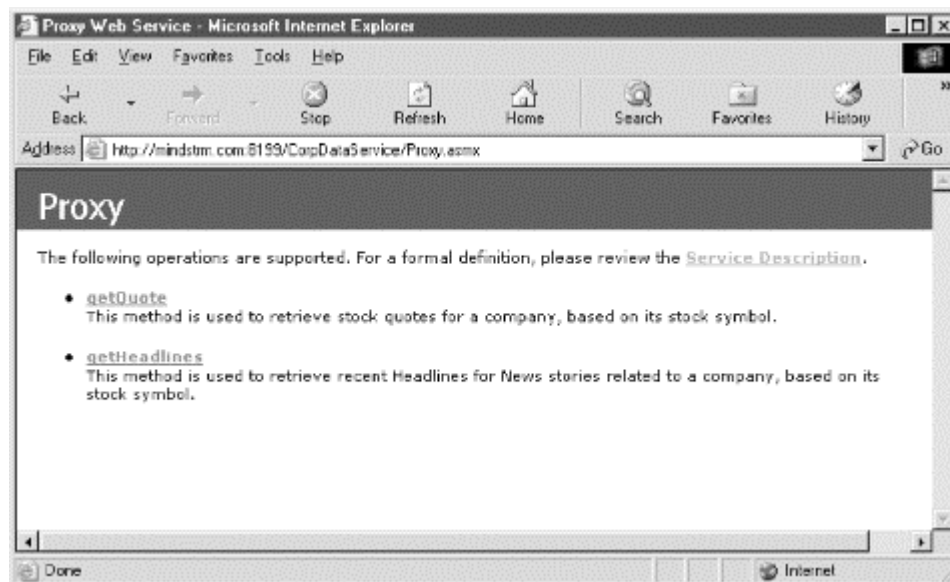 Proxy Web Service - Microsoft Internet Explorer
File Edit View Favorites Tools Help
Back Forward Stop Refresh Home Search Favorites History »
Address http://mindstrm.com:8199/CorpDataService/Proxy.asmx Go
Proxy
The following operations are supported. For a formal definition, please review the Service Description.
• getQuote
This method is used to retrieve stock quotes for a company, based on its stock symbol.
• getHeadlines
This method is used to retrieve recent Headlines for News stories related to a company, based on its
stock symbol.
Done Internet